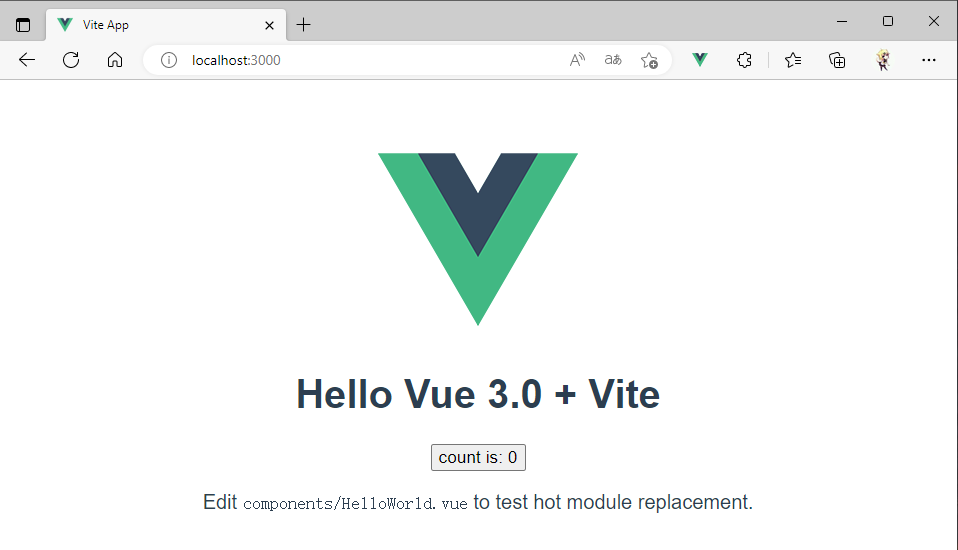 Vite App
localhost:3000
Hello Vue 3.0 + Vite
count is: 0
Edit components/HelloWorld.vue to test hot module replacement.